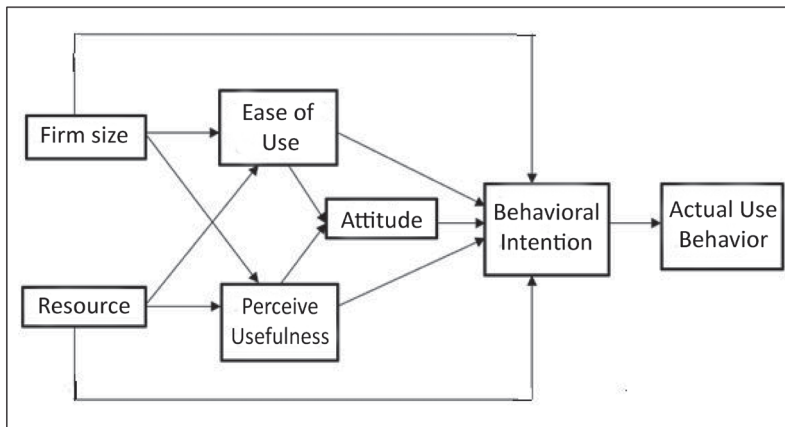 Firm size
Ease of
Use
Attitude
Behavioral
Intention
Actual Use
Behavior
Resource
Perceive
Usefulness